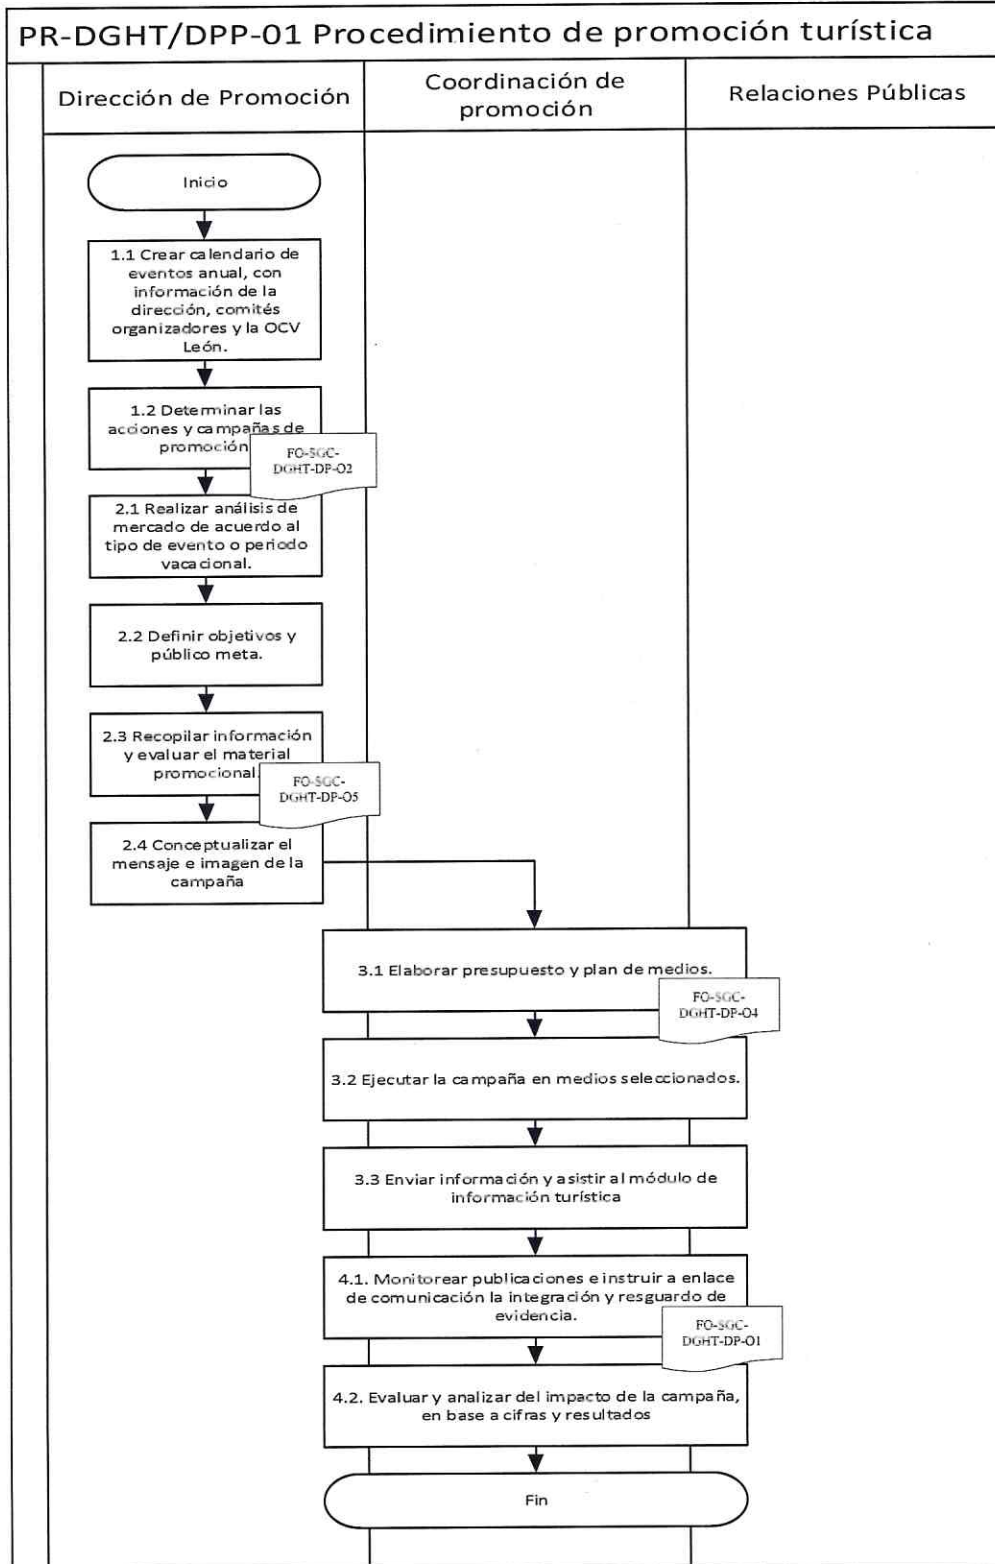 PR-DGHT/DPP-01 Procedimiento de promoción turística
Dirección de Promoción
Coordinación de
promoción
Relaciones Públicas
Inicio
1.1 Crear calendario de
eventos anual, con
información de la
dirección, comités
organizadores y la OCV
León.
1.2 Determinar las
acciones y campañas de
promoción
FO-SGC-
DGHT-DP-O2
2.1 Realizar análisis de
mercado de acuerdo al
tipo de evento o periodo
vacacional.
2.2 Definir objetivos y
público meta.
2.3 Recopilar información
y evaluar el material
promocional.
FO-SGC-
DGHT-DP-O5
2.4 Conceptualizar el
mensaje e imagen de la
campaña
3.1 Elaborar presupuesto y plan de medios.
FO-SGC-
DGHT-DP-O4
3.2 Ejecutar la campaña en medios seleccionados.
3.3 Enviar información y asistir al módulo de
información turística
4.1. Monitorear publicaciones e instruir a enlace
de comunicación la integración y resguardo de
evidencia.
FO-SGC-
DGHT-DP-O1
4.2. Evaluar y analizar del impacto de la campaña,
en base a cifras y resultados
Fin